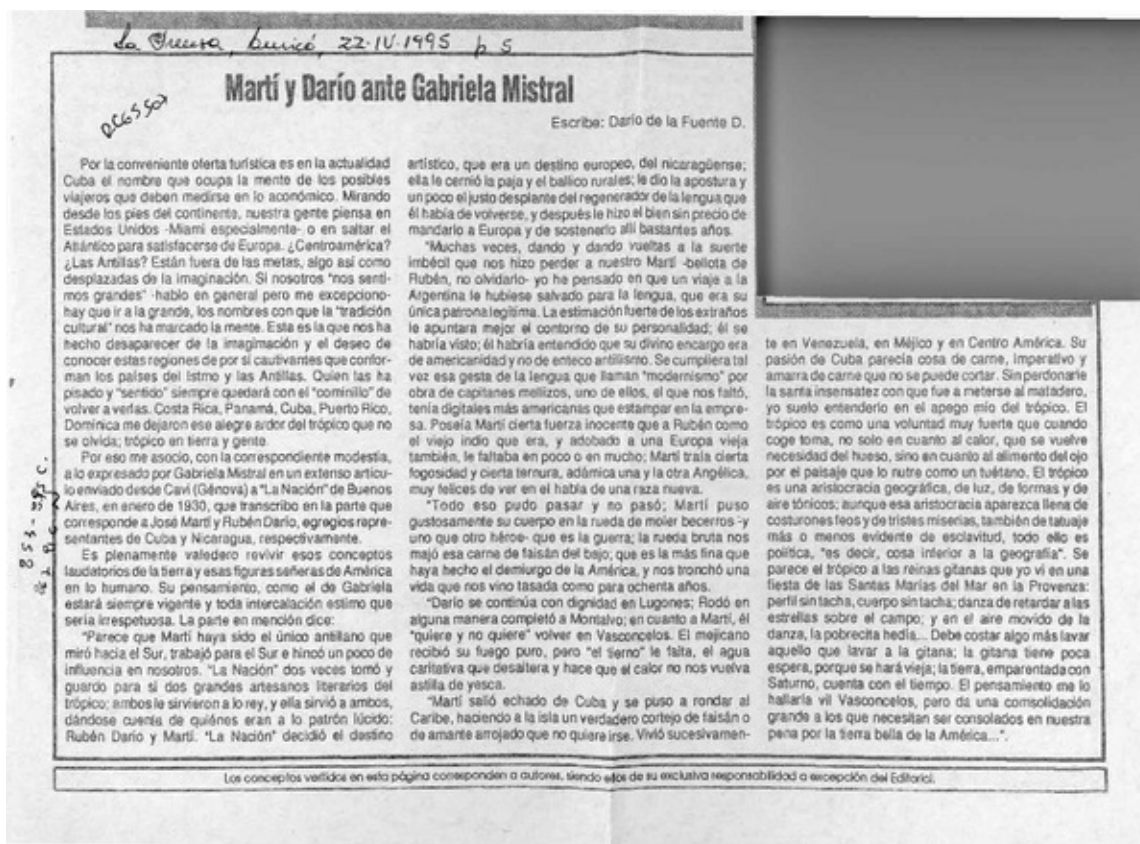 La Prensa, Curicó, 22-IV-1995 p 5
Martí y Darío ante Gabriela Mistral
Escribe: Darío de la Fuente D.
Por la conveniente oferta turística es en la actualidad
Cuba el nombre que ocupa la mente de los posibles
viajeros que deben medirse en lo económico. Mirando
desde los pies del continente, nuestra gente piensa en
Estados Unidos -Miami especialmente- o en saltar el
Atlántico para satisfacerse de Europa. ¿Centroamérica?
¿Las Antillas? Están fuera de las metas, algo así como
desplazadas de la imaginación. Si nosotros "nos senti-
mos grandes" -hablo en general pero me excepciono-
hay que ir a la grande, los nombres con que la "tradición
cultural" nos ha marcado la mente. Esta es la que nos ha
hecho desaparecer de la imaginación y el deseo de
conocer estas regiones de por sí cautivantes que confor-
man los países del Istmo y las Antillas. Quien las ha
pisado y "sentido" siempre quedará con el "cominillo" de
volver a verlas. Costa Rica, Panamá, Cuba, Puerto Rico,
Dominica me dejaron ese alegre ardor del trópico que no
se olvida; trópico en tierra y gente.
Por eso me asocio, con la correspondiente modestia,
a lo expresado por Gabriela Mistral en un extenso artícu-
lo enviado desde Cavi (Génova) a "La Nación" de Buenos
Aires, en enero de 1930, que transcribo en la parte que
corresponde a José Martí y Rubén Darío, egregios repre-
sentantes de Cuba y Nicaragua, respectivamente.
Es plenamente valedero revivir esos conceptos
laudatorios de la tierra y esas figuras señeras de América
en lo humano. Su pensamiento, como el de Gabriela
estará siempre vigente y toda intercalación estimo que
sería irrespetuosa. La parte en mención dice:
"Parece que Martí haya sido el único antillano que
miró hacia el Sur, trabajó para el Sur e hincó un poco de
influencia en nosotros. "La Nación" dos veces tomó y
guardo para sí dos grandes artesanos literarios del
trópico; ambos le sirvieron a lo rey, y ella sirvió a ambos,
dándose cuenta de quiénes eran a lo patrón lúcido:
Rubén Darío y Martí. "La Nación" decidió el destino
artístico, que era un destino europeo, del nicaragüense;
ella le cernió la paja y el ballico rurales; le dio la apostura y
un poco el justo desplante del regenerador de la lengua que
él había de volverse, y después le hizo el bien sin precio de
mandarlo a Europa y de sostenerlo allí bastantes años.
"Muchas veces, dando y dando vueltas a la suerte
imbécil que nos hizo perder a nuestro Martí -bellota de
Rubén, no olvidarlo- yo he pensado en que un viaje a la
Argentina le hubiese salvado para la lengua, que era su
única patrona legítima. La estimación fuerte de los extraños
le apuntara mejor el contorno de su personalidad; él se
habría visto; él habría entendido que su divino encargo era
de americanidad y no de enteco antillismo. Se cumpliera tal
vez esa gesta de la lengua que llaman "modernismo" por
obra de capitanes mellizos, uno de ellos, el que nos faltó,
tenía digitales más americanas que estampar en la empre-
sa. Poseía Martí cierta fuerza inocente que a Rubén como
el viejo indio que era, y adobado a una Europa vieja
también, le faltaba en poco o en mucho; Martí traía cierta
fogosidad y cierta ternura, adámica una y la otra Angélica,
muy felices de ver en el habla de una raza nueva.
"Todo eso pudo pasar y no pasó; Martí puso
gustosamente su cuerpo en la rueda de moler becerros -y
uno que otro héroe- que es la guerra; la rueda bruta nos
majó esa carne de faisán del bajo; que es la más fina que
haya hecho el demiurgo de la América, y nos tronchó una
vida que nos vino tasada como para ochenta años.
"Darío se continúa con dignidad en Lugones; Rodó en
alguna manera completó a Montalvo; en cuanto a Martí, él
"quiere y no quiere" volver en Vasconcelos. El mejicano
recibió su fuego puro, pero "el tierno" le falta, el agua
caritativa que desaltera y hace que el calor no nos vuelva
astilla de yesca.
"Martí salió echado de Cuba y se puso a rondar al
Caribe, haciendo a la isla un verdadero cortejo de faisán o
de amante arrojado que no quiere irse. Vivió sucesivamen-
te en Venezuela, en Méjico y en Centro América. Su
pasión de Cuba parecía cosa de carne, imperativo y
amarra de carne que no se puede cortar. Sin perdonarle
la santa insensatez con que fue a meterse al matadero,
yo suelo entenderlo en el apego mío del trópico. El
trópico es como una voluntad muy fuerte que cuando
coge toma, no solo en cuanto al calor, que se vuelve
necesidad del hueso, sino en cuanto al alimento del ojo
por el paisaje que lo nutre como un tuétano. El trópico
es una aristocracia geográfica, de luz, de formas y de
aire tónicos; aunque esa aristocracia aparezca llena de
costurones feos y de tristes miserias, también de tatuaje
más o menos evidente de esclavitud, todo ello es
política, "es decir, cosa inferior a la geografía". Se
parece el trópico a las reinas gitanas que yo vi en una
fiesta de las Santas Marías del Mar en la Provenza:
perfil sin tacha, cuerpo sin tacha; danza de retardar a las
estrellas sobre el campo; y en el aire movido de la
danza, la pobrecita hedía... Debe costar algo más lavar
aquello que lavar a la gitana; la gitana tiene poca
espera, porque se hará vieja; la tierra, emparentada con
Saturno, cuenta con el tiempo. El pensamiento me lo
hallaría vil Vasconcelos, pero da una comsolidación
grande a los que necesitan ser consolados en nuestra
pena por la tierra bella de la América...".
Los conceptos vertidos en esta página corresponden a autores, siendo ellos de su exclusiva responsabilidad a excepción del Editorial.